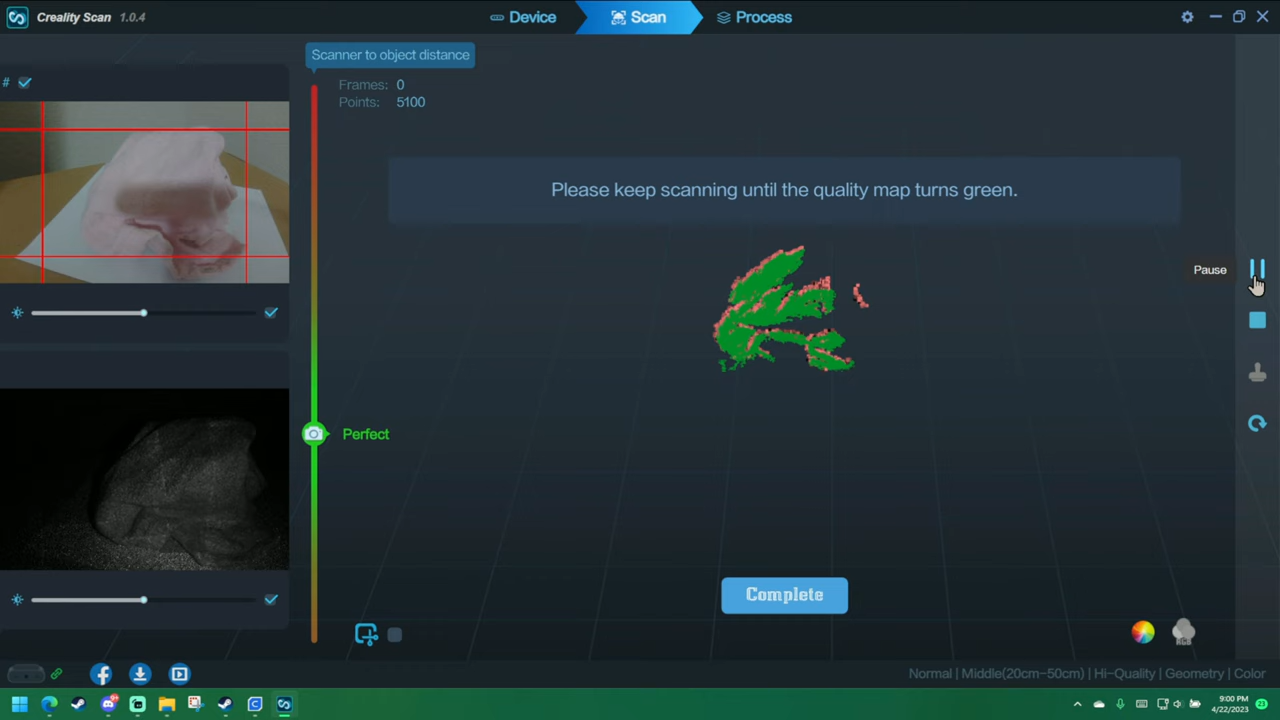 Creality Scan 1.0.4
Device
Scan
Process
Scanner to object distance
#
Frames: 0
Points: 5100
Please keep scanning until the quality map turns green.
Pause
Perfect
Complete
Normal | Middle(20cm-50cm) | Hi-Quality | Geometry | Color
9:00 PM
4/22/2023
23